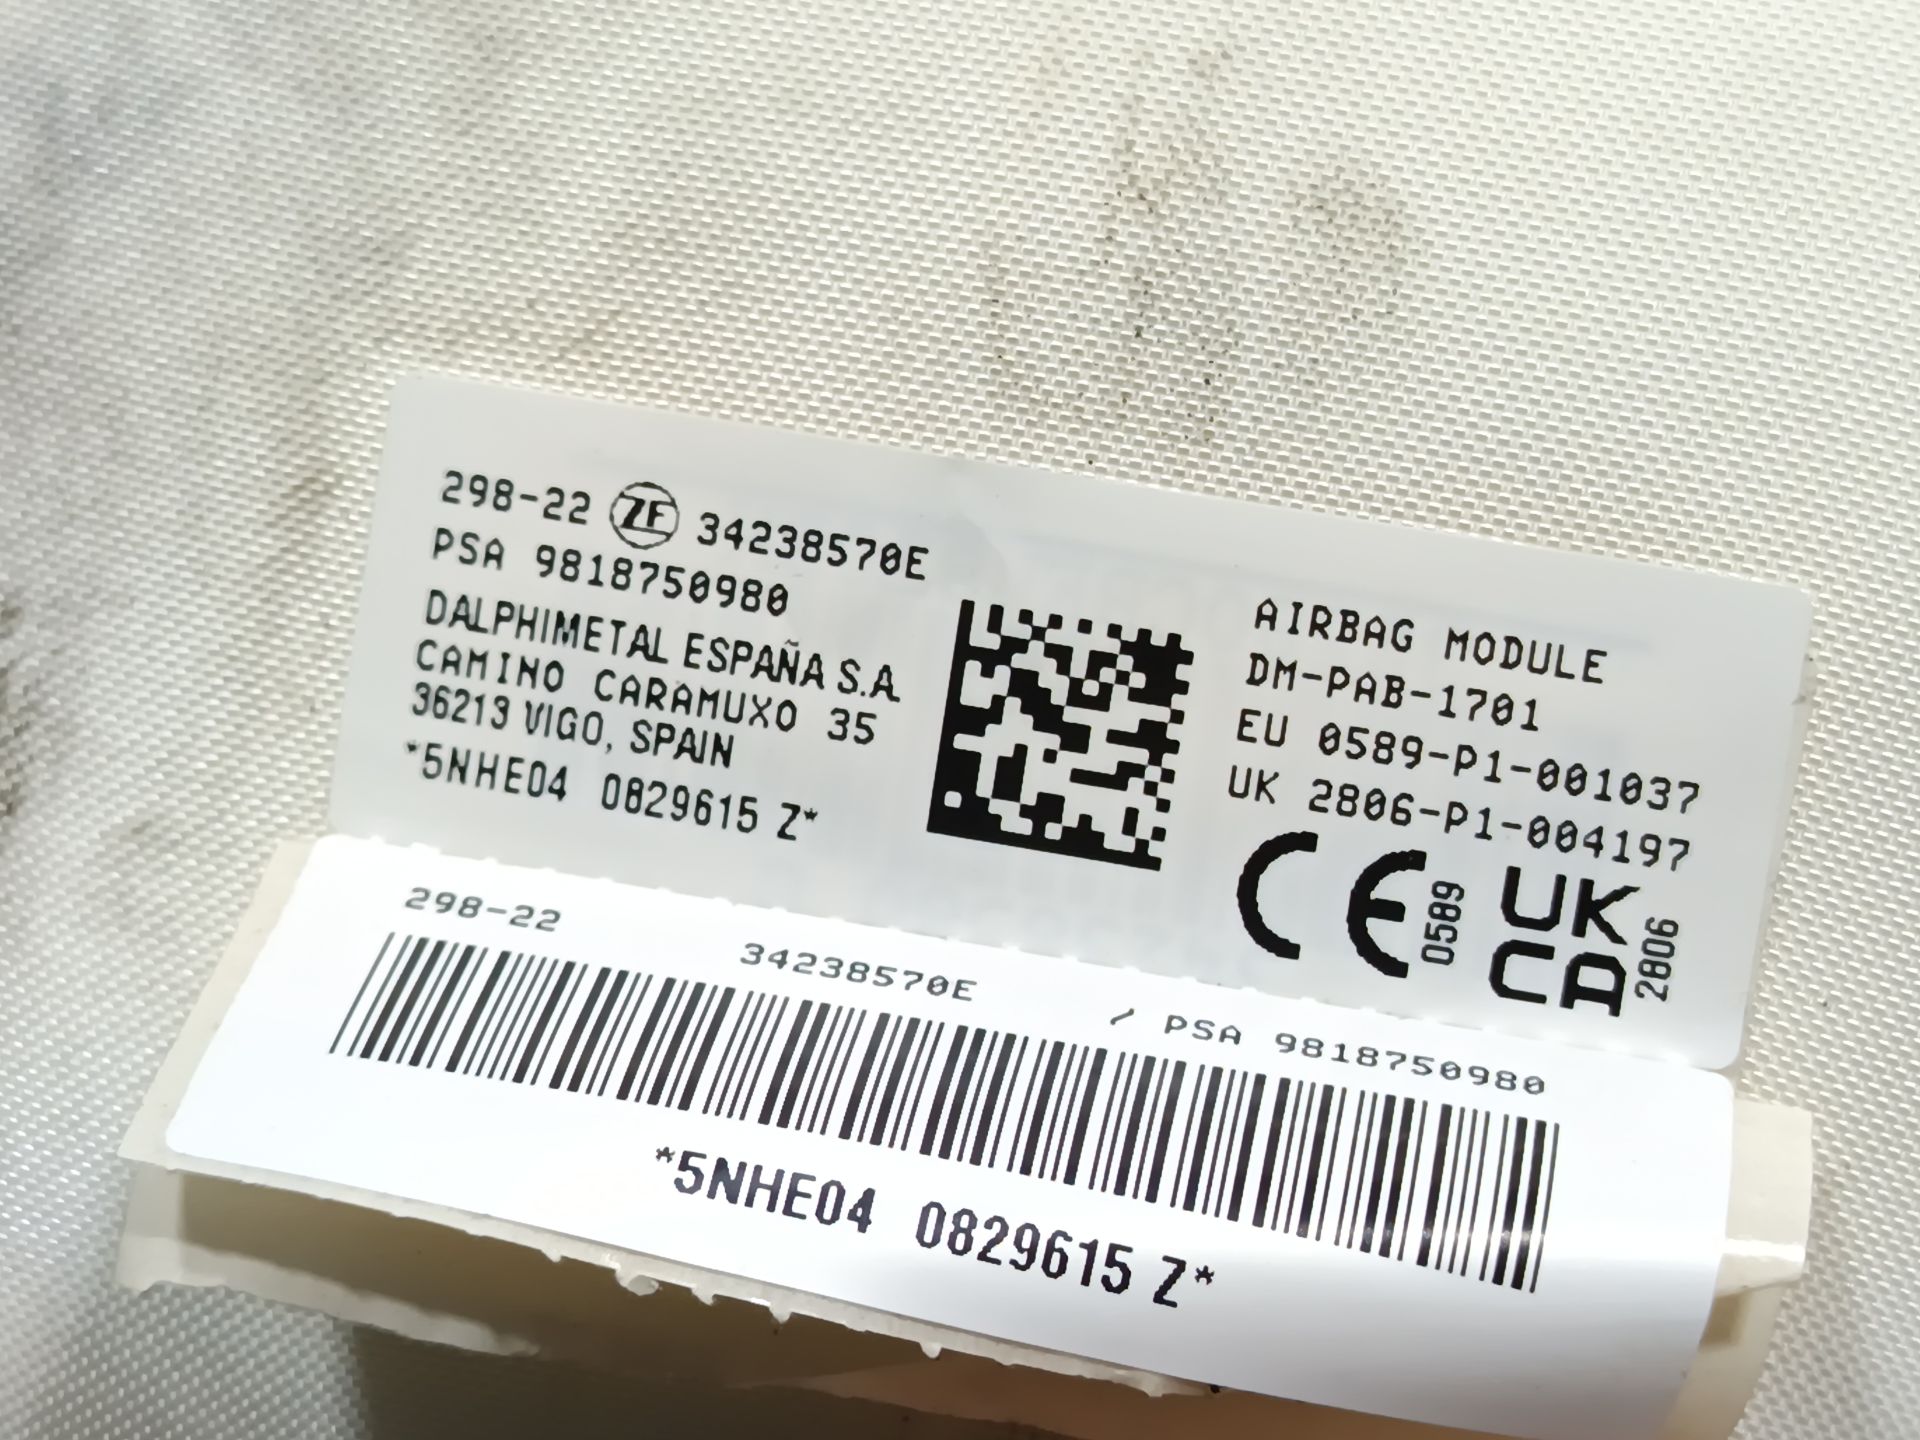 298-22 ZF 34238570E
PSA 9818750980
DALPHIMETAL ESPAÑA S.A.
CAMINO CARAMUXO 35
36213 VIGO, SPAIN
*5NHE04 0829615 Z*
AIRBAG MODULE
DM-PAB-1701
EU 0589-P1-001037
UK 2806-P1-004197
CE 0589
UK
CA 2806
298-22 34238570E / PSA 9818750980
*5NHE04 0829615 Z*